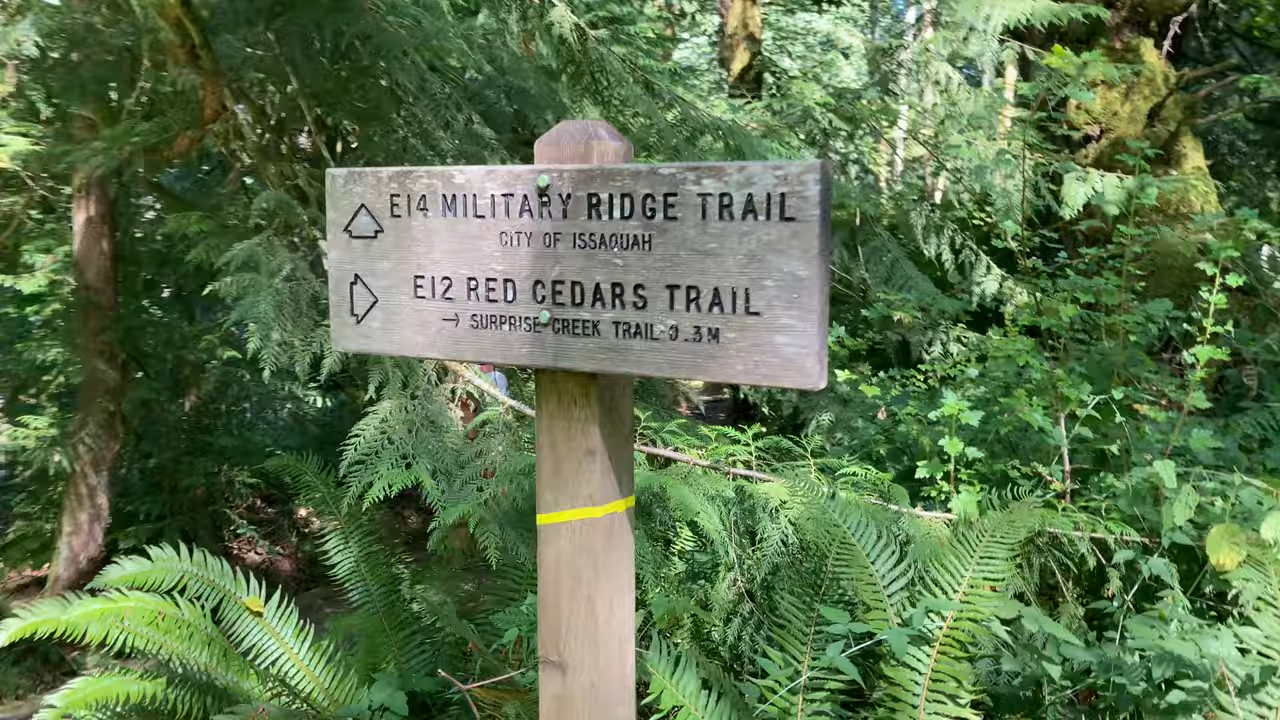 E14 MILITARY RIDGE TRAIL
CITY OF ISSAQUAH
E12 RED CEDARS TRAIL
→ SURPRISE CREEK TRAIL 0.3M